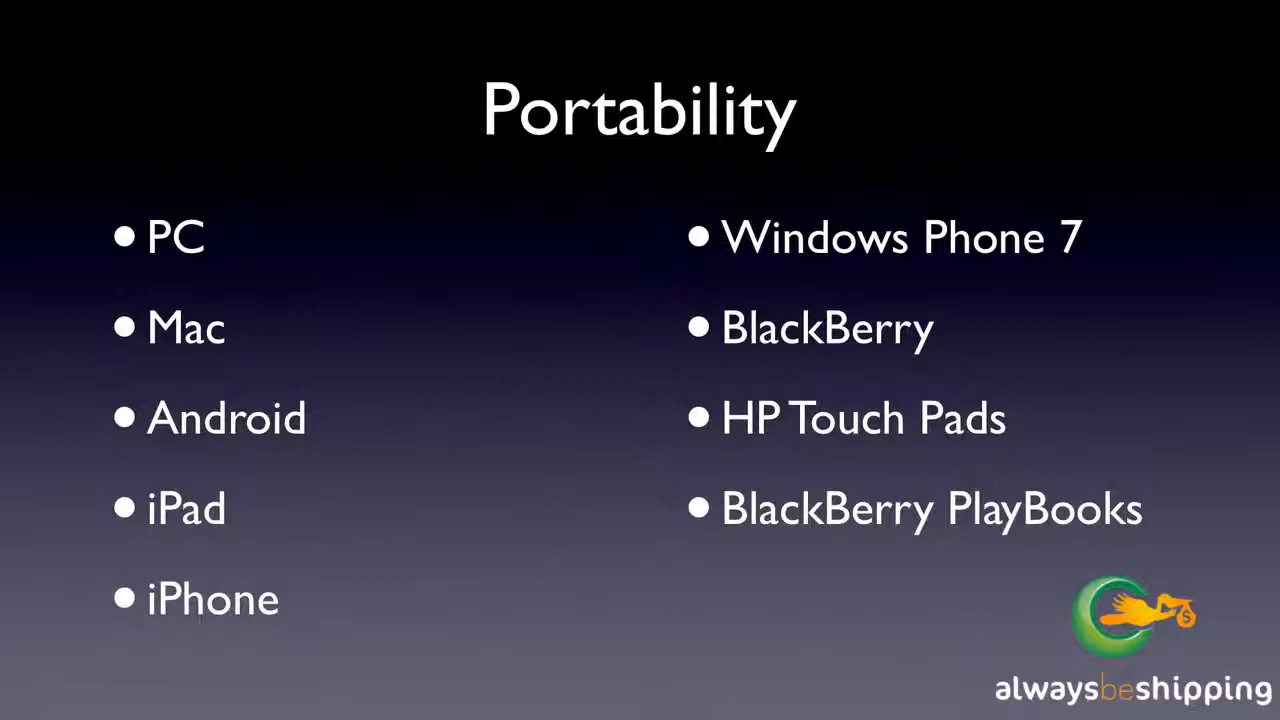 Portability
• PC
• Mac
• Android
• iPad
• iPhone
• Windows Phone 7
• BlackBerry
• HP Touch Pads
• BlackBerry PlayBooks
$
alwaysbeshipping